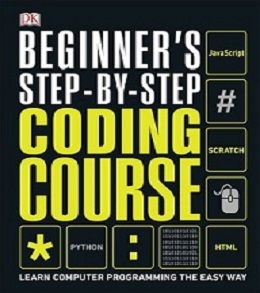 DK
BEGINNER'S
JavaScript
STEP-BY-STEP
#
CODING
SCRATCH
COURSE
*
PYTHON
:
HTML
LEARN COMPUTER PROGRAMMING THE EASY WAY